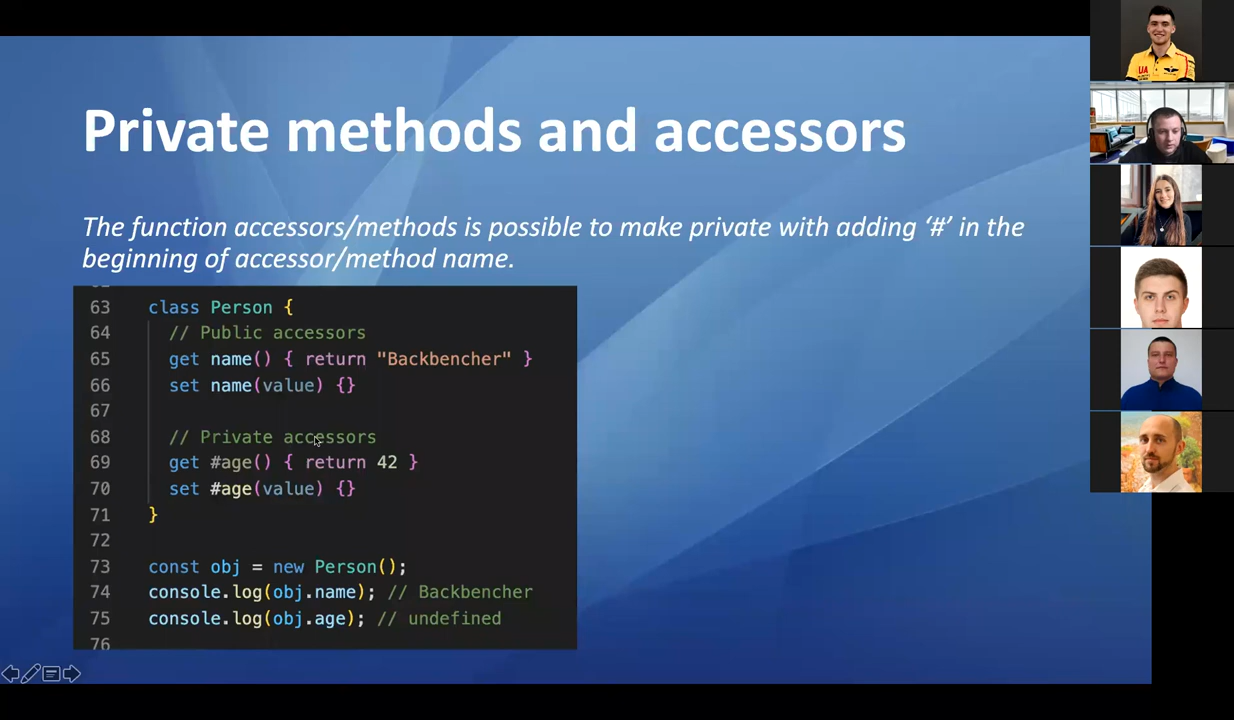 Private methods and accessors
The function accessors/methods is possible to make private with adding ‘#’ in the
beginning of accessor/method name.
63 class Person {
64 // Public accessors
65 get name() { return "Backbencher" }
66 set name(value) {}
67
68 // Private accessors
69 get #age() { return 42 }
70 set #age(value) {}
71 }
72
73 const obj = new Person();
74 console.log(obj.name); // Backbencher
75 console.log(obj.age); // undefined
76
UA